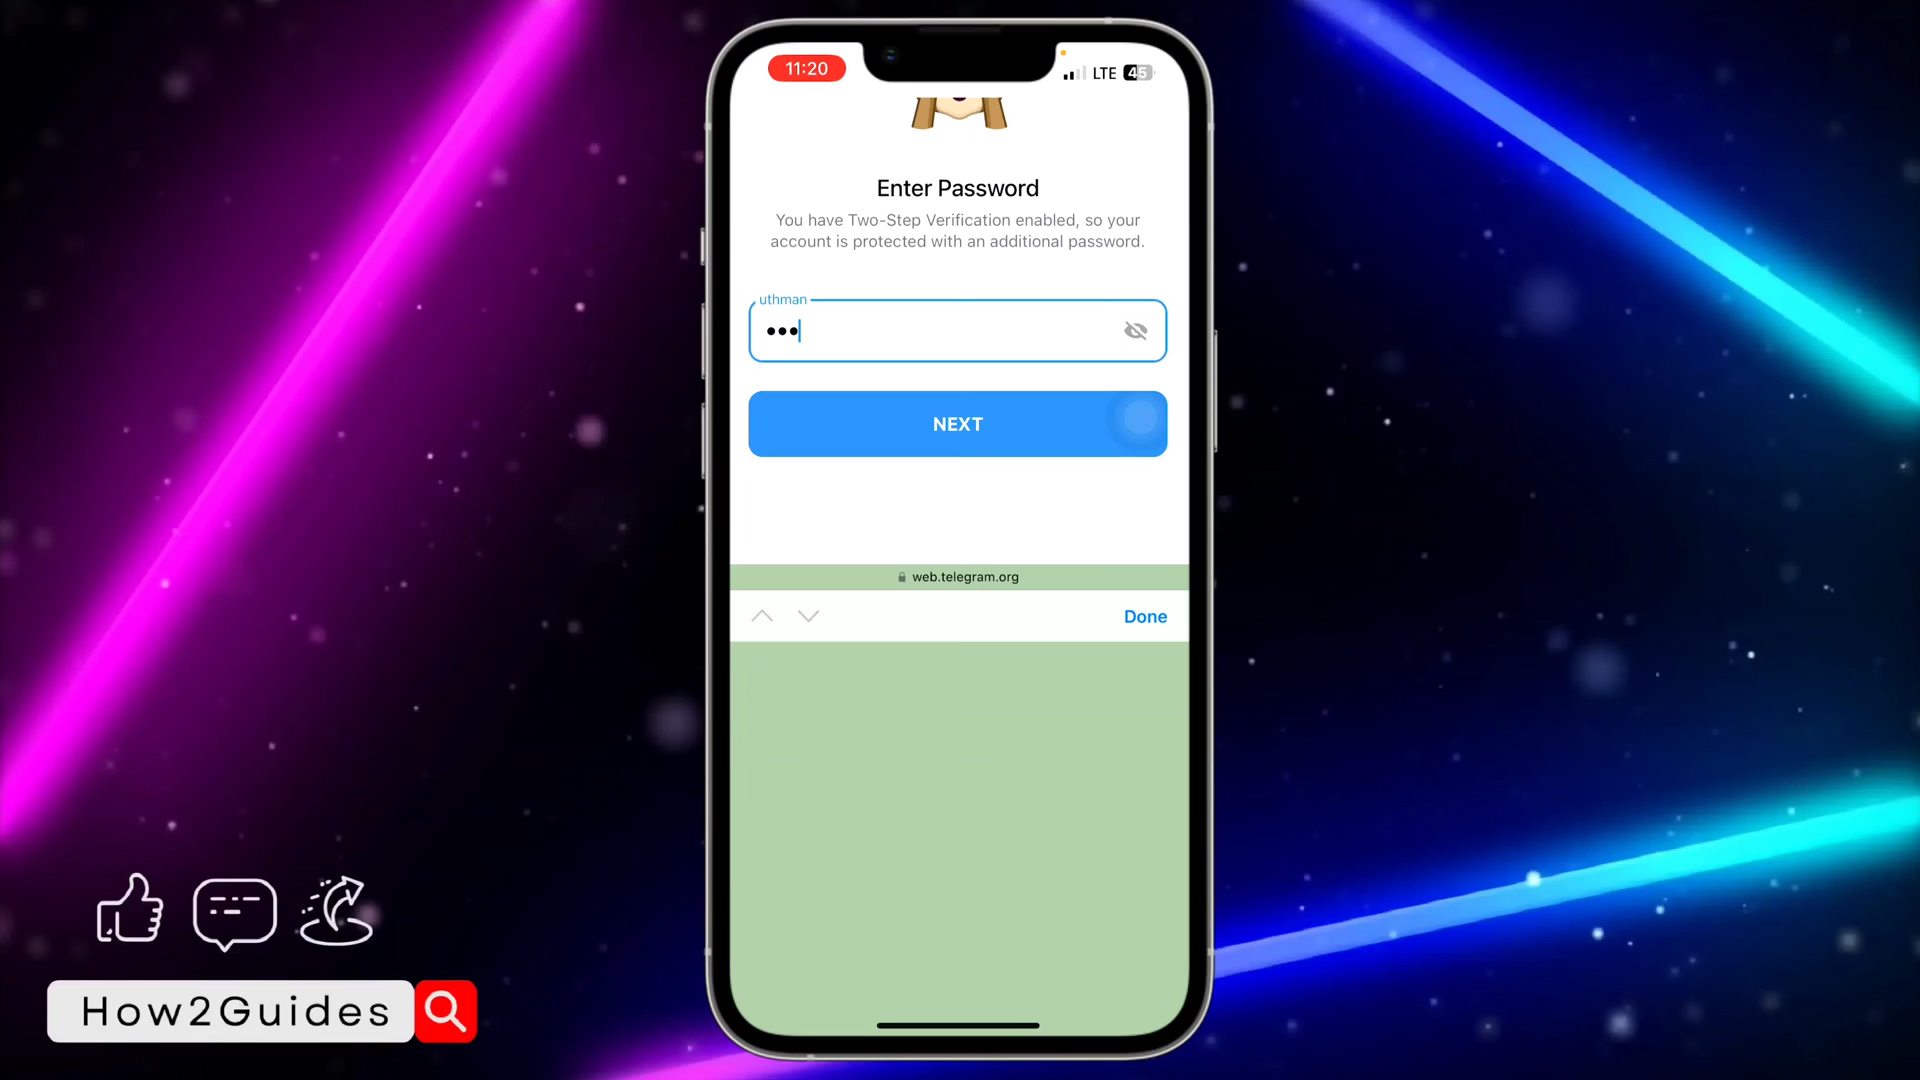 11:20
LTE 45
Enter Password
You have Two-Step Verification enabled, so your
account is protected with an additional password.
uthman
•••
NEXT
web.telegram.org
Done
How2Guides